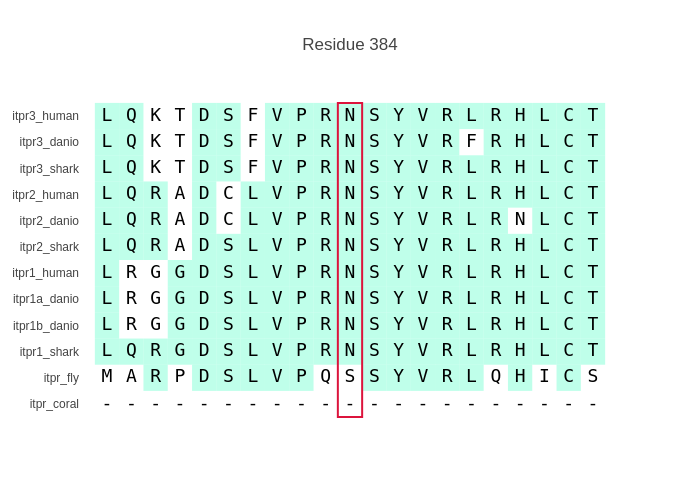 Residue 384
itpr3_human L Q K T D S F V P R N S Y V R L R H L C T
itpr3_danio L Q K T D S F V P R N S Y V R F R H L C T
itpr3_shark L Q K T D S F V P R N S Y V R L R H L C T
itpr2_human L Q R A D C L V P R N S Y V R L R H L C T
itpr2_danio L Q R A D C L V P R N S Y V R L R N L C T
itpr2_shark L Q R A D S L V P R N S Y V R L R H L C T
itpr1_human L R G G D S L V P R N S Y V R L R H L C T
itpr1a_danio L R G G D S L V P R N S Y V R L R H L C T
itpr1b_danio L R G G D S L V P R N S Y V R L R H L C T
itpr1_shark L Q R G D S L V P R N S Y V R L R H L C T
itpr_fly M A R P D S L V P Q S S Y V R L Q H I C S
itpr_coral - - - - - - - - - - - - - - - - - - - - -